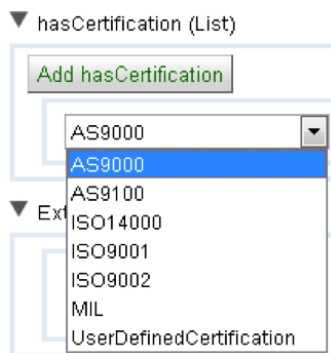 hasCertification (List)
Add hasCertification
AS9000
AS9000
AS9100
Ext
ISO14000
ISO9001
ISO9002
MIL
UserDefinedCertification